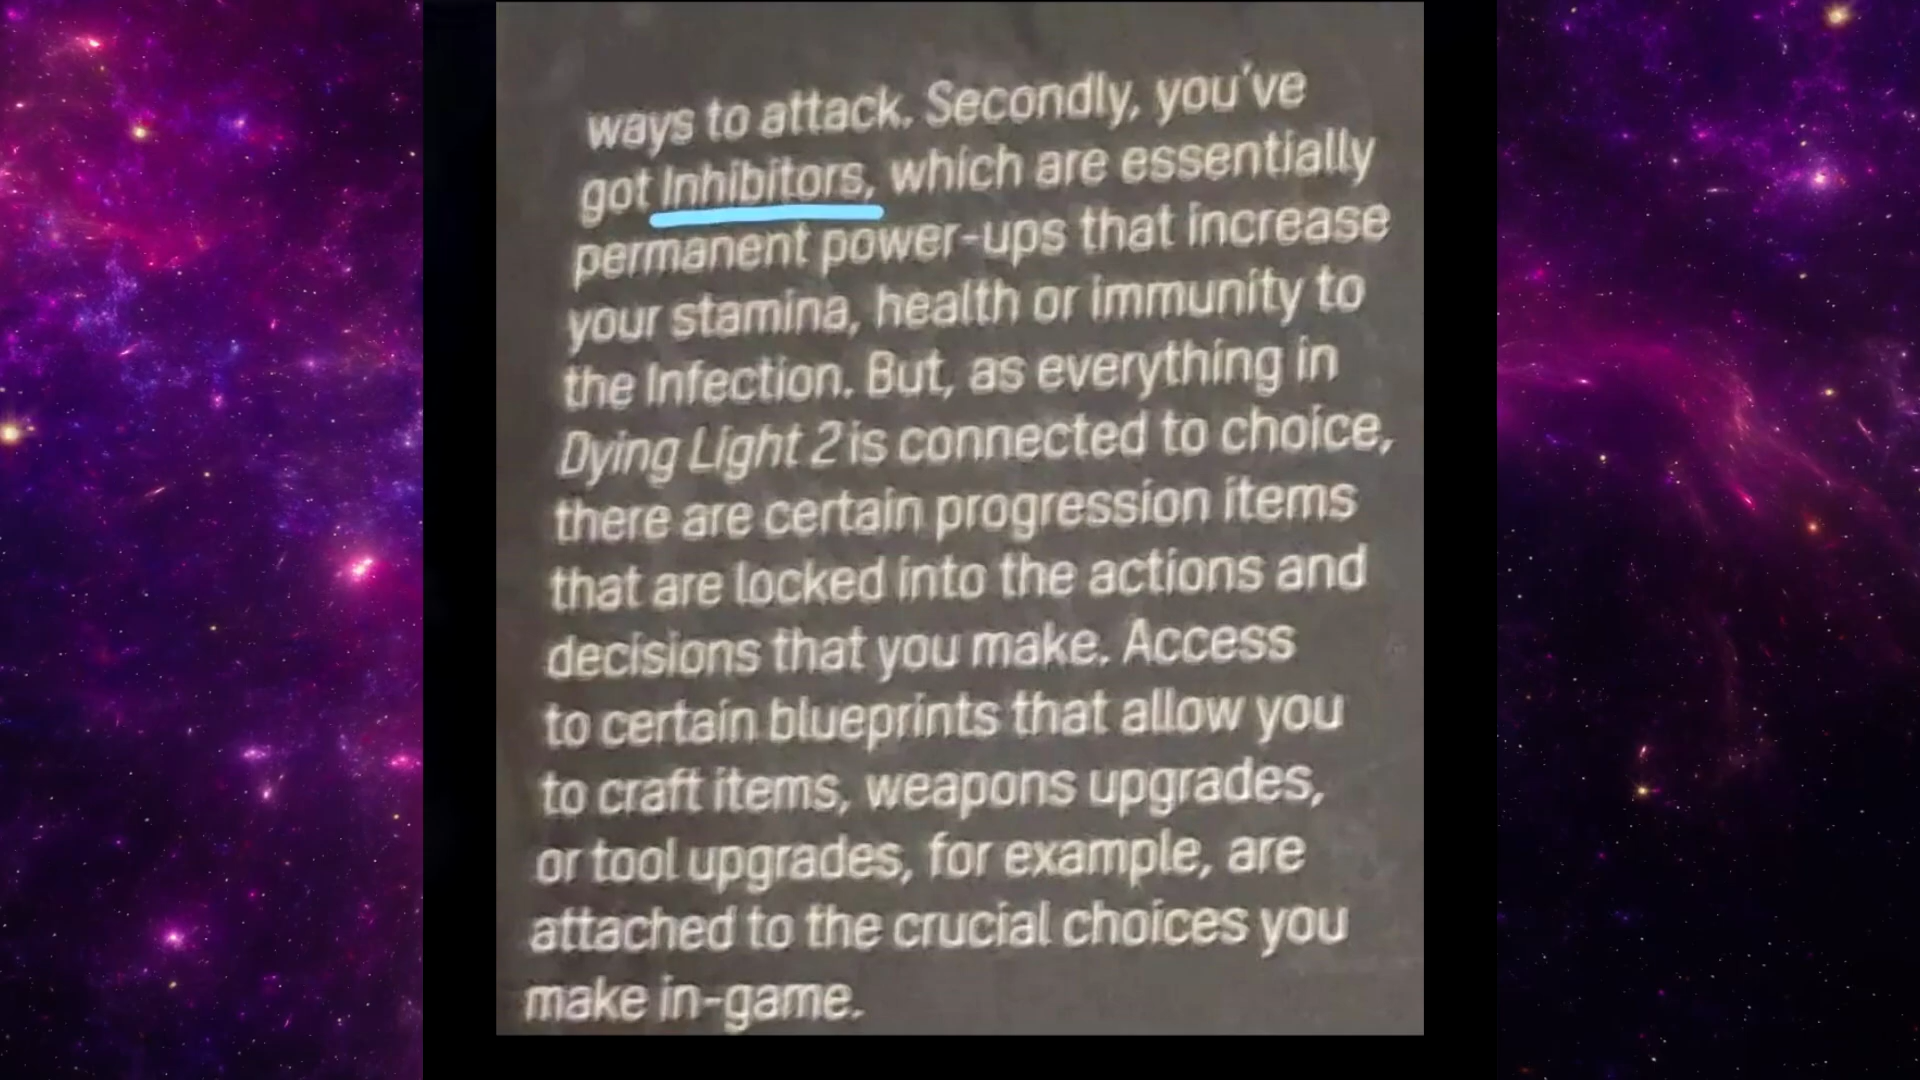 ways to attack. Secondly, you've
got Inhibitors, which are essentially
permanent power-ups that increase
your stamina, health or immunity to
the Infection. But, as everything in
Dying Light 2 is connected to choice,
there are certain progression items
that are locked into the actions and
decisions that you make. Access
to certain blueprints that allow you
to craft items, weapons upgrades,
or tool upgrades, for example, are
attached to the crucial choices you
make in-game.